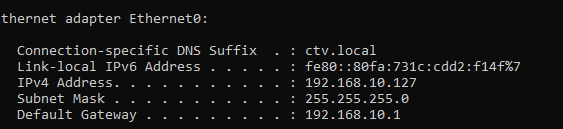 thernet adapter Ethernet0:
Connection-specific DNS Suffix  . : ctv.local
Link-local IPv6 Address . . . . . : fe80::80fa:731c:cdd2:f14f%7
IPv4 Address. . . . . . . . . . . : 192.168.10.127
Subnet Mask . . . . . . . . . . . : 255.255.255.0
Default Gateway . . . . . . . . . : 192.168.10.1